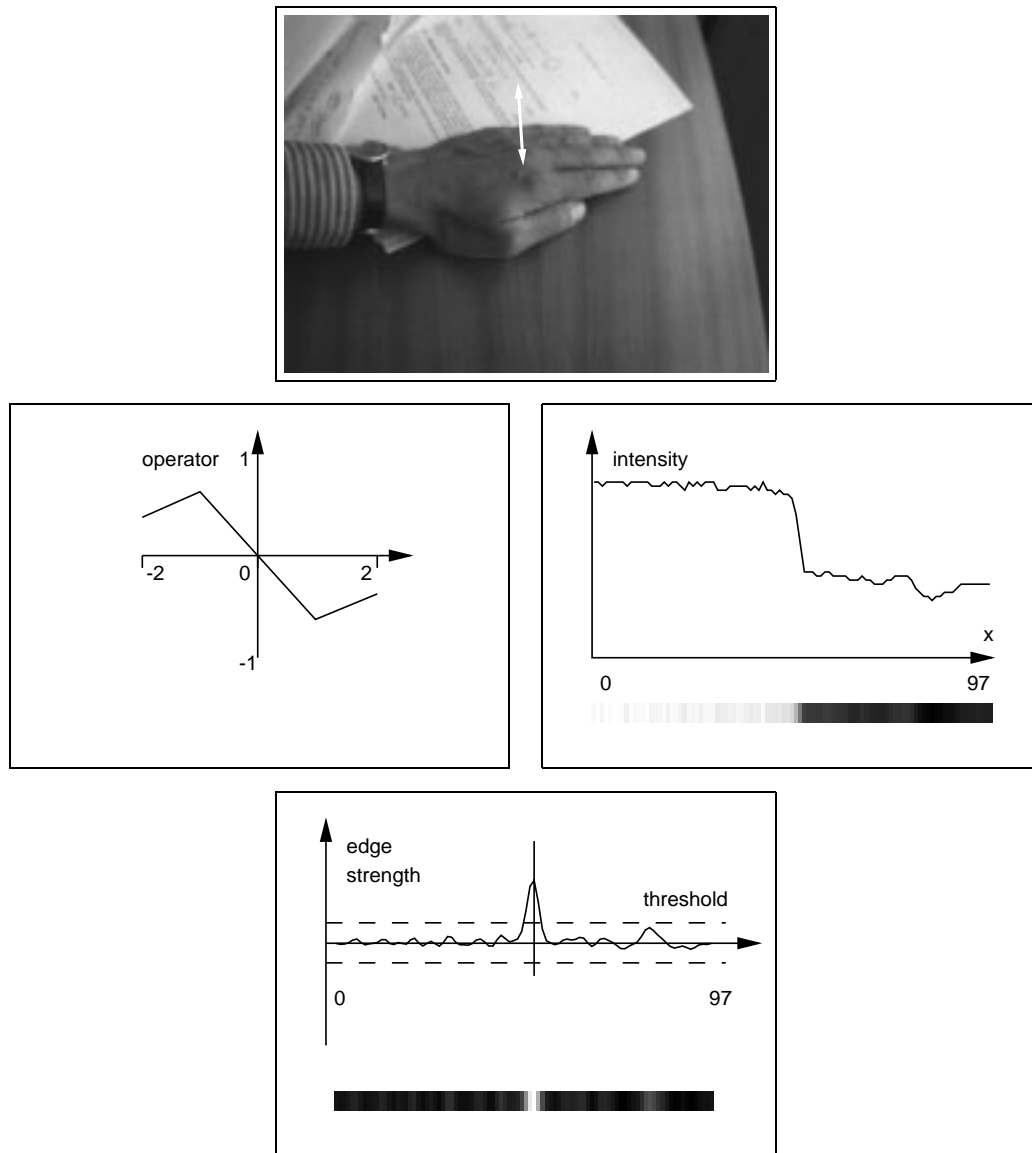 operator
1
-2
0
2
-1
intensity
x
0
97
edge
strength
threshold
0
97